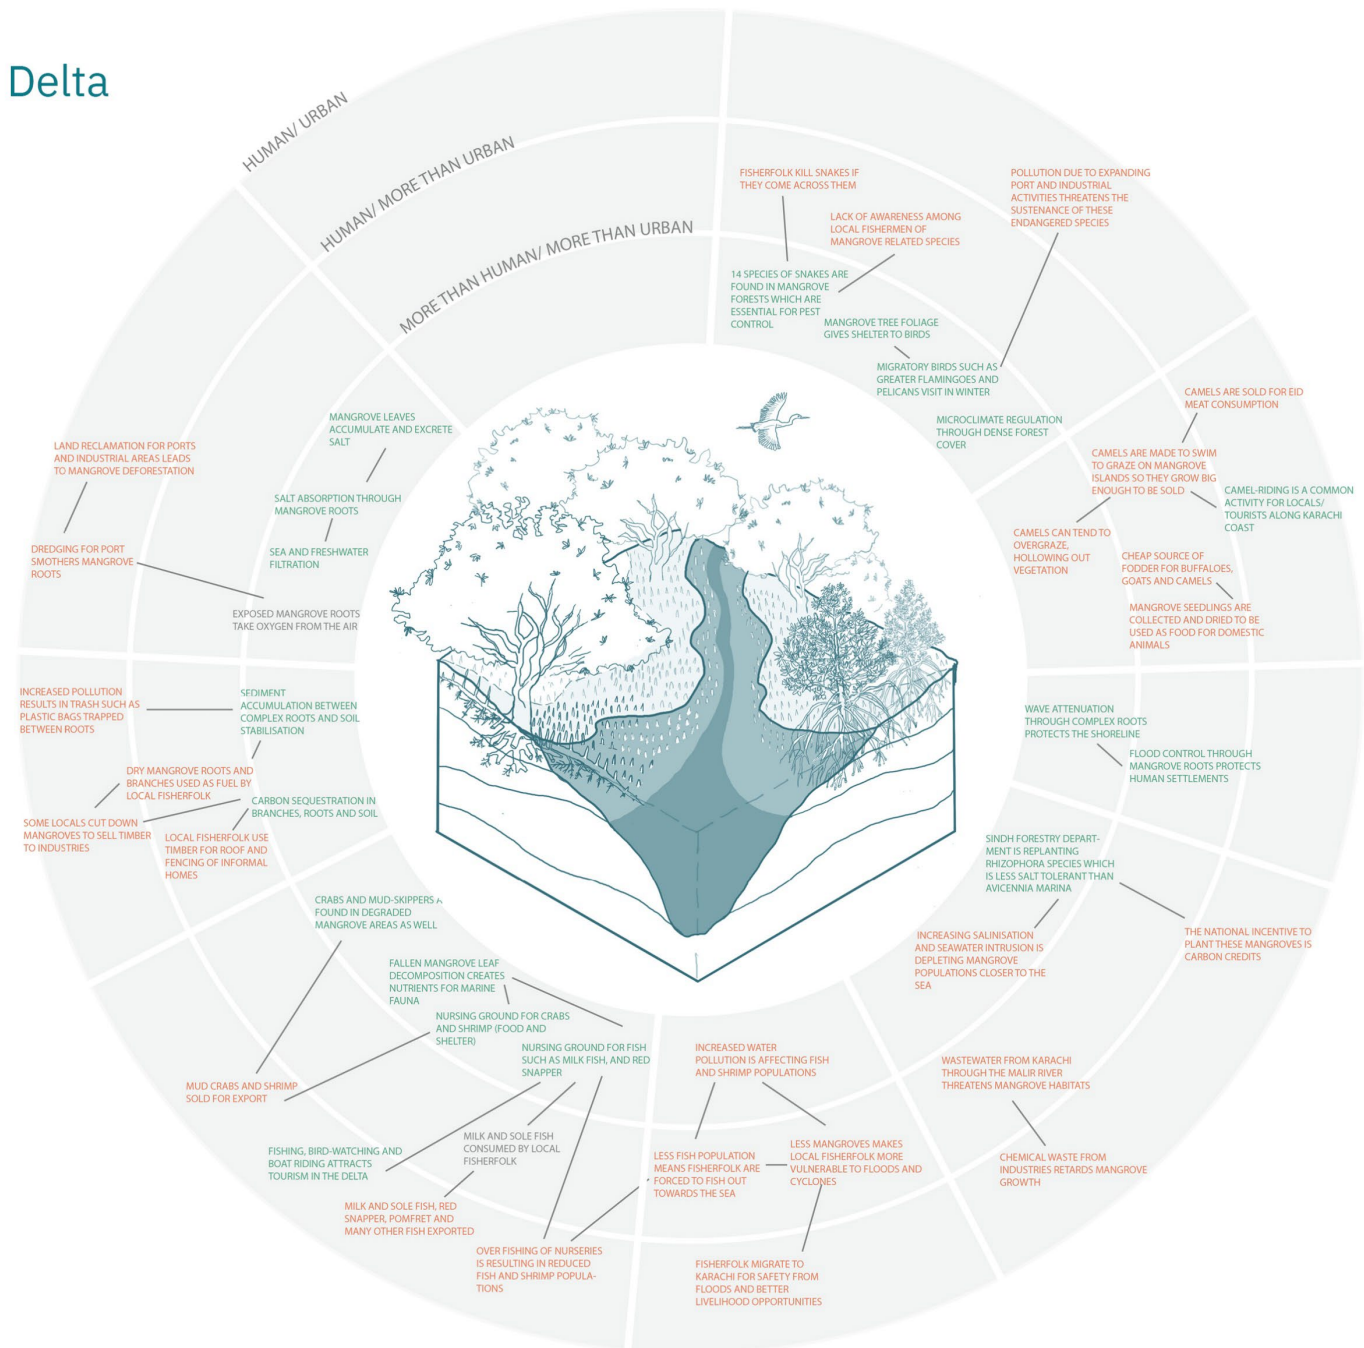 Delta
HUMAN/ URBAN
HUMAN/ MORE THAN URBAN
MORE THAN HUMAN/ MORE THAN URBAN
FISHERFOLK KILL SNAKES IF
THEY COME ACROSS THEM
LACK OF AWARENESS AMONG
LOCAL FISHERMEN OF
MANGROVE RELATED SPECIES
POLLUTION DUE TO EXPANDING
PORT AND INDUSTRIAL
ACTIVITIES THREATENS THE
SUSTENANCE OF THESE
ENDANGERED SPECIES
14 SPECIES OF SNAKES ARE
FOUND IN MANGROVE
FORESTS WHICH ARE
ESSENTIAL FOR PEST
CONTROL
MANGROVE TREE FOLIAGE
GIVES SHELTER TO BIRDS
MIGRATORY BIRDS SUCH AS
GREATER FLAMINGOES AND
PELICANS VISIT IN WINTER
MICROCLIMATE REGULATION
THROUGH DENSE FOREST
COVER
CAMELS ARE SOLD FOR EID
MEAT CONSUMPTION
CAMELS ARE MADE TO SWIM
TO GRAZE ON MANGROVE
ISLANDS SO THEY GROW BIG
ENOUGH TO BE SOLD
CAMEL-RIDING IS A COMMON
ACTIVITY FOR LOCALS/
TOURISTS ALONG KARACHI
COAST
CAMELS CAN TEND TO
OVERGRAZE,
HOLLOWING OUT
VEGETATION
CHEAP SOURCE OF
FODDER FOR BUFFALOES,
GOATS AND CAMELS
MANGROVE SEEDLINGS ARE
COLLECTED AND DRIED TO BE
USED AS FOOD FOR DOMESTIC
ANIMALS
WAVE ATTENUATION
THROUGH COMPLEX ROOTS
PROTECTS THE SHORELINE
FLOOD CONTROL THROUGH
MANGROVE ROOTS PROTECTS
HUMAN SETTLEMENTS
SINDH FORESTRY DEPART-
MENT IS REPLANTING
RHIZOPHORA SPECIES WHICH
IS LESS SALT TOLERANT THAN
AVICENNIA MARINA
INCREASING SALINISATION
AND SEAWATER INTRUSION IS
DEPLETING MANGROVE
POPULATIONS CLOSER TO THE
SEA
THE NATIONAL INCENTIVE TO
PLANT THESE MANGROVES IS
CARBON CREDITS
WASTEWATER FROM KARACHI
THROUGH THE MALIR RIVER
THREATENS MANGROVE HABITATS
CHEMICAL WASTE FROM
INDUSTRIES RETARDS MANGROVE
GROWTH
INCREASED WATER
POLLUTION IS AFFECTING FISH
AND SHRIMP POPULATIONS
LESS FISH POPULATION
MEANS FISHERFOLK ARE
FORCED TO FISH OUT
TOWARDS THE SEA
LESS MANGROVES MAKES
LOCAL FISHERFOLK MORE
VULNERABLE TO FLOODS AND
CYCLONES
FISHERFOLK MIGRATE TO
KARACHI FOR SAFETY FROM
FLOODS AND BETTER
LIVELIHOOD OPPORTUNITIES
CRABS AND MUD-SKIPPERS
FOUND IN DEGRADED
MANGROVE AREAS AS WELL
FALLEN MANGROVE LEAF
DECOMPOSITION CREATES
NUTRIENTS FOR MARINE
FAUNA
NURSING GROUND FOR CRABS
AND SHRIMP (FOOD AND
SHELTER)
NURSING GROUND FOR FISH
SUCH AS MILK FISH, AND RED
SNAPPER
MUD CRABS AND SHRIMP
SOLD FOR EXPORT
FISHING, BIRD-WATCHING AND
BOAT RIDING ATTRACTS
TOURISM IN THE DELTA
MILK AND SOLE FISH
CONSUMED BY LOCAL
FISHERFOLK
MILK AND SOLE FISH, RED
SNAPPER, POMFRET AND
MANY OTHER FISH EXPORTED
OVER FISHING OF NURSERIES
IS RESULTING IN REDUCED
FISH AND SHRIMP POPULA-
TIONS
INCREASED POLLUTION
RESULTS IN TRASH SUCH AS
PLASTIC BAGS TRAPPED
BETWEEN ROOTS
SEDIMENT
ACCUMULATION BETWEEN
COMPLEX ROOTS AND SOIL
STABILISATION
DRY MANGROVE ROOTS AND
BRANCHES USED AS FUEL BY
LOCAL FISHERFOLK
CARBON SEQUESTRATION IN
BRANCHES, ROOTS AND SOIL
SOME LOCALS CUT DOWN
MANGROVES TO SELL TIMBER
TO INDUSTRIES
LOCAL FISHERFOLK USE
TIMBER FOR ROOF AND
FENCING OF INFORMAL
HOMES
LAND RECLAMATION FOR PORTS
AND INDUSTRIAL AREAS LEADS
TO MANGROVE DEFORESTATION
DREDGING FOR PORT
SMOTHERS MANGROVE
ROOTS
MANGROVE LEAVES
ACCUMULATE AND EXCRETE
SALT
SALT ABSORPTION THROUGH
MANGROVE ROOTS
SEA AND FRESHWATER
FILTRATION
EXPOSED MANGROVE ROOTS
TAKE OXYGEN FROM THE AIR